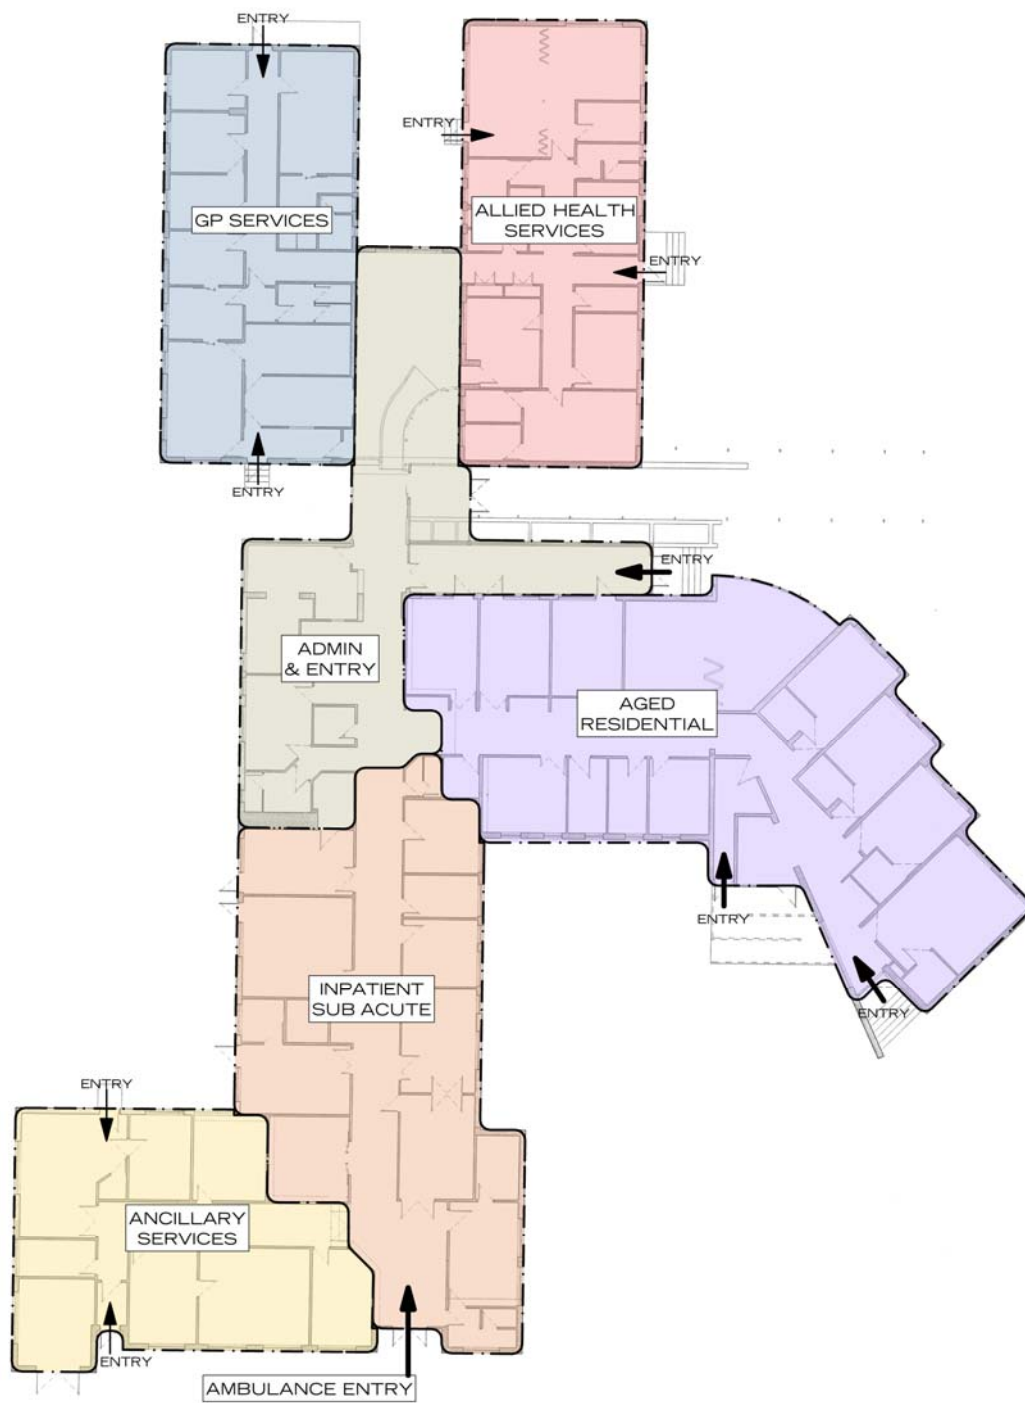 ENTRY
ENTRY
GP SERVICES
ALLIED HEALTH
SERVICES
ENTRY
ENTRY
ENTRY
ADMIN
& ENTRY
AGED
RESIDENTIAL
ENTRY
INPATIENT
SUB ACUTE
ENTRY
ENTRY
ANCILLARY
SERVICES
ENTRY
AMBULANCE ENTRY